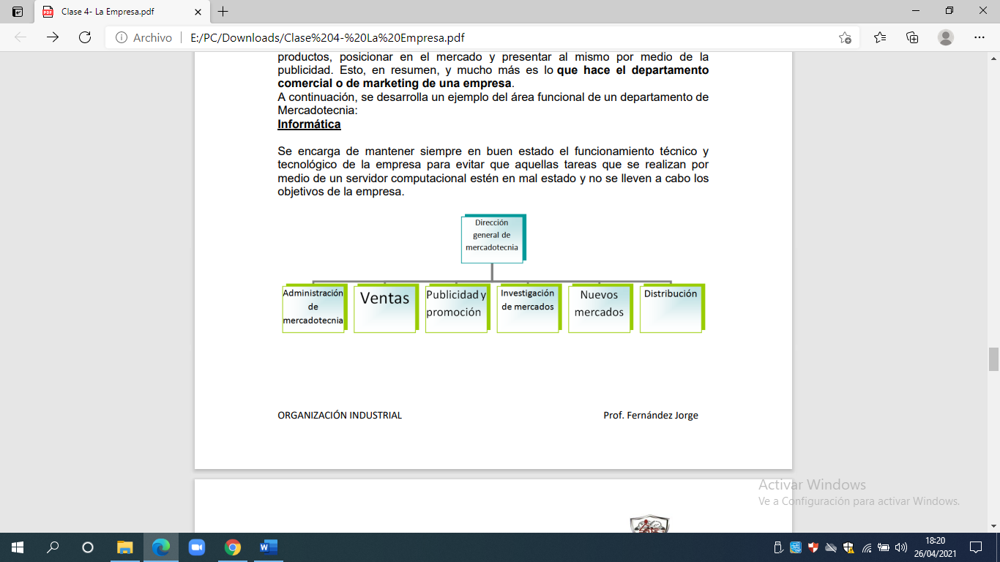 Clase 4- La Empresa.pdf
Archivo
E:/PC/Downloads/Clase%204-%20La%20Empresa.pdf
productos, posicionar en el mercado y presentar al mismo por medio de la
publicidad. Esto, en resumen, y mucho más es lo que hace el departamento
comercial o de marketing de una empresa.
A continuación, se desarrolla un ejemplo del área funcional de un departamento de
Mercadotecnia:
Informática
Se encarga de mantener siempre en buen estado el funcionamiento técnico y
tecnológico de la empresa para evitar que aquellas tareas que se realizan por
medio de un servidor computacional estén en mal estado y no se lleven a cabo los
objetivos de la empresa.
Dirección
general de
mercadotecnia
Administración
de
mercadotecnia
Ventas
Publicidad y
promoción
Investigación
de mercados
Nuevos
mercados
Distribución
ORGANIZACIÓN INDUSTRIAL
Prof. Fernández Jorge
Activar Windows
Ve a Configuración para activar Windows.
18:20
26/04/2021